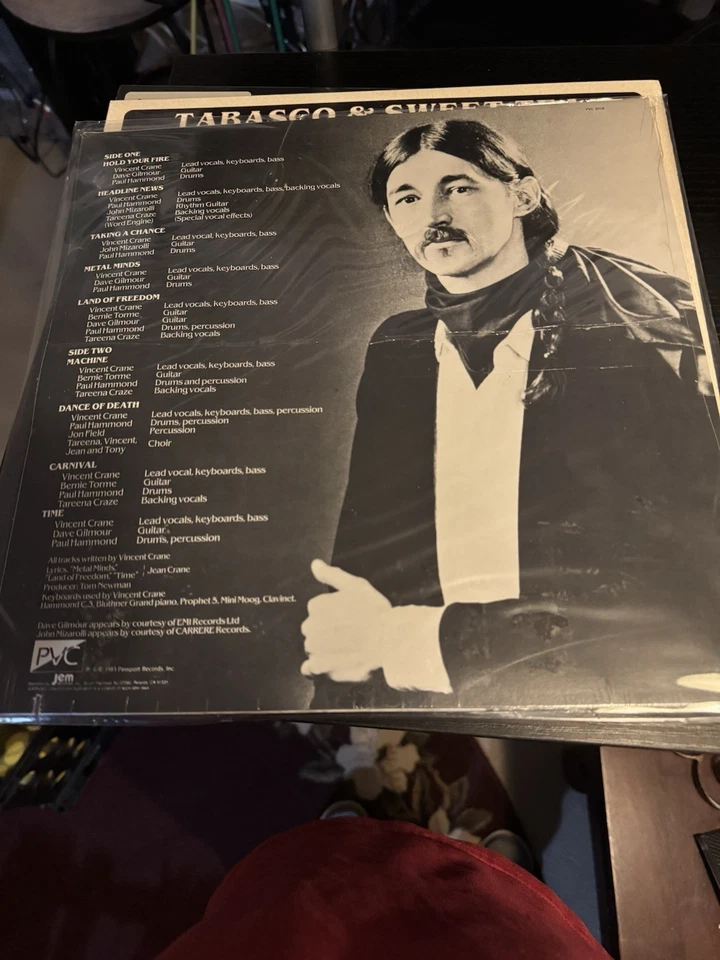 TABASCO & SWEET
SIDE ONE
HOLD YOUR FIRE
Vincent Crane Lead vocals, keyboards, bass
Dave Gilmour Guitar
Paul Hammond Drums
HEADLINE NEWS
Vincent Crane Lead vocals, keyboards, bass, backing vocals
Paul Hammond Drums
John Mizarolli Rhythm Guitar
Tareena Craze Backing vocals
(Word Engine) (Special vocal effects)
TAKING A CHANCE
Vincent Crane Lead vocal, keyboards, bass
John Mizarolli Guitar
Paul Hammond Drums
METAL MINDS
Vincent Crane Lead vocals, keyboards, bass
Dave Gilmour Guitar
Paul Hammond Drums
LAND OF FREEDOM
Vincent Crane Lead vocals, keyboards, bass
Bernie Torme Guitar
Dave Gilmour Guitar
Paul Hammond Drums, percussion
Tareena Craze Backing vocals
SIDE TWO
MACHINE
Vincent Crane Lead vocals, keyboards, bass
Bernie Torme Guitar
Paul Hammond Drums and percussion
Tareena Craze Backing vocals
DANCE OF DEATH
Vincent Crane Lead vocals, keyboards, bass, percussion
Paul Hammond Drums, percussion
Jon Field Percussion
Tareena, Vincent, Choir
Jean and Tony
CARNIVAL
Vincent Crane Lead vocal, keyboards, bass
Bernie Torme Guitar
Paul Hammond Drums
Tareena Craze Backing vocals
TIME
Vincent Crane Lead vocals, keyboards, bass
Dave Gilmour Guitar
Paul Hammond Drums, percussion
All tracks written by Vincent Crane
Lyrics, "Metal Minds,"
"Land of Freedom," "Time" Jean Crane
Producer: Tom Newman
Keyboards used by Vincent Crane
Hammond C.3, Bluthner Grand piano, Prophet 5, Mini Moog, Clavinet.
Dave Gilmour appears by courtesy of EMI Records Ltd
John Mizarolli appears by courtesy of CARRERE Records.
PVC
jem
1983 Passport Records, Inc